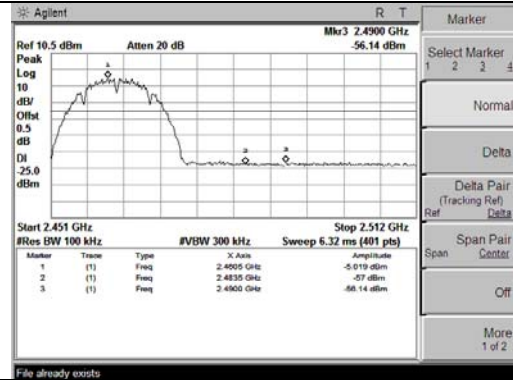 Agilent
R T
Marker
Mkr3 2.4900 GHz
Ref 10.5 dBm Atten 20 dB -56.14 dBm
Peak
Log
10
dB/
Offst
0.5
dB
DI
-25.0
dBm
1
2
3
Start 2.451 GHz Stop 2.512 GHz
#Res BW 100 kHz #VBW 300 kHz Sweep 6.32 ms (401 pts)
Marker Trace Type X Axis Amplitude
1 (1) Freq 2.4605 GHz -5.019 dBm
2 (1) Freq 2.4835 GHz -57 dBm
3 (1) Freq 2.4900 GHz -56.14 dBm
Select Marker
1 2 3 4
Normal
Delta
Delta Pair
(Tracking Ref)
Ref Delta
Span Pair
Span Center
Off
More
1 of 2
File already exists